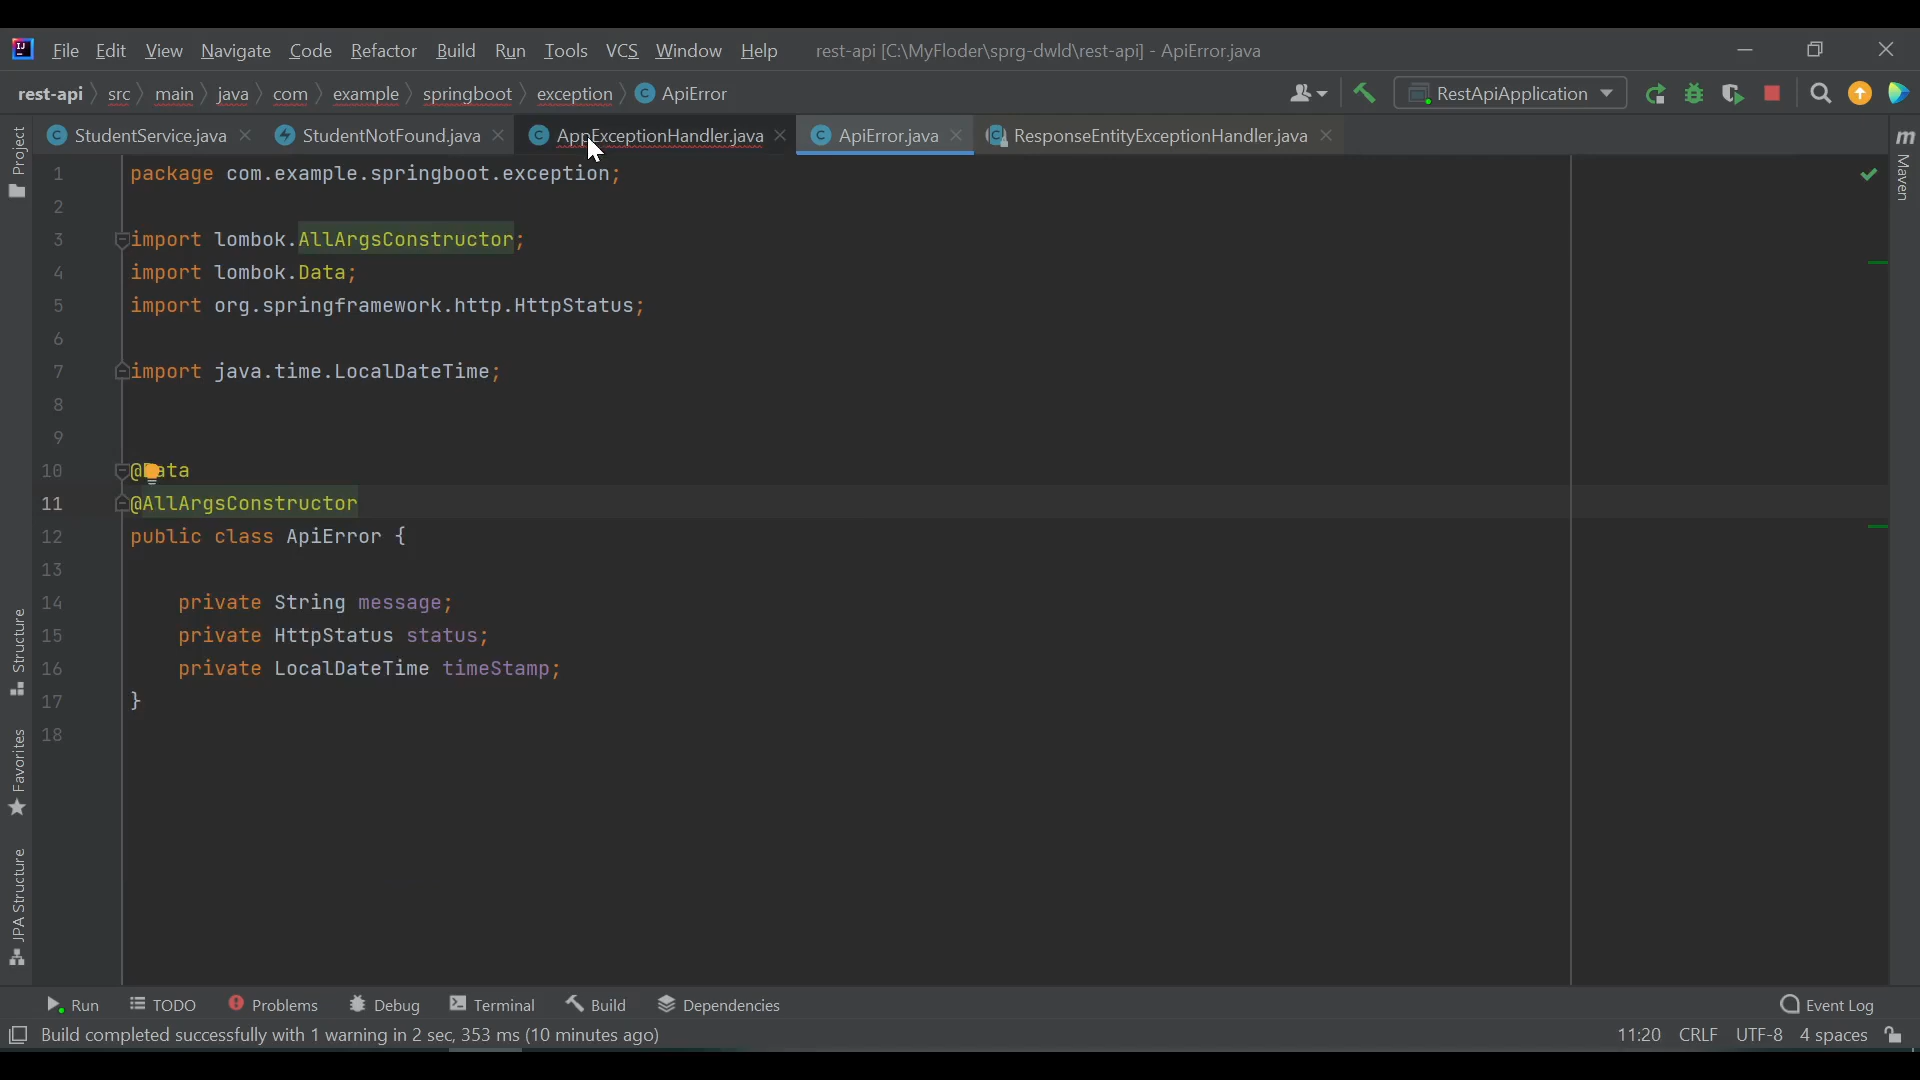 File Edit View Navigate Code Refactor Build Run Tools VCS Window Help rest-api [C:\MyFloder\sprg-dwld\rest-api] - ApiError.java
rest-api src main java com example springboot exception ApiError RestApiApplication
StudentService.java StudentNotFound.java AppExceptionHandler.java ApiError.java ResponseEntityExceptionHandler.java
Project
Structure
Favorites
JPA Structure
1 package com.example.springboot.exception;
2
3 import lombok.AllArgsConstructor;
4 import lombok.Data;
5 import org.springframework.http.HttpStatus;
6
7 import java.time.LocalDateTime;
8
9
10 @Data
11 @AllArgsConstructor
12 public class ApiError {
13
14 private String message;
15 private HttpStatus status;
16 private LocalDateTime timeStamp;
17 }
18
m Maven
Run TODO Problems Debug Terminal Build Dependencies Event Log
Build completed successfully with 1 warning in 2 sec, 353 ms (10 minutes ago) 11:20 CRLF UTF-8 4 spaces